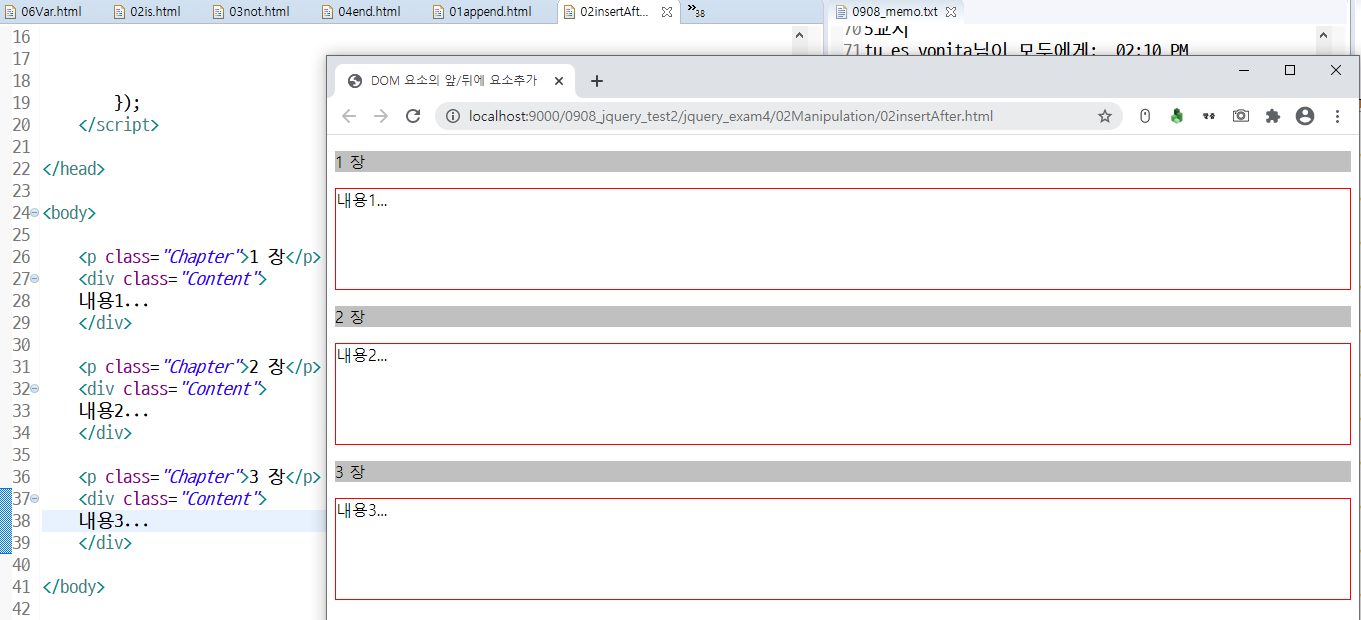 06Var.html 02is.html 03not.html 04end.html 01append.html 02insertAft... 38
0908_memo.txt
16
17
18
19 });
20 </script>
21
22 </head>
23
24 <body>
25
26 <p class="Chapter">1 장</p>
27 <div class="Content">
28 내용1...
29 </div>
30
31 <p class="Chapter">2 장</p>
32 <div class="Content">
33 내용2...
34 </div>
35
36 <p class="Chapter">3 장</p>
37 <div class="Content">
38 내용3...
39 </div>
40
41 </body>
42
70 5교시
71 tu es vonita님이 모두에게: 02:10 PM
DOM 요소의 앞/뒤에 요소추가
localhost:9000/0908_jquery_test2/jquery_exam4/02Manipulation/02insertAfter.html
1 장
내용1...
2 장
내용2...
3 장
내용3...